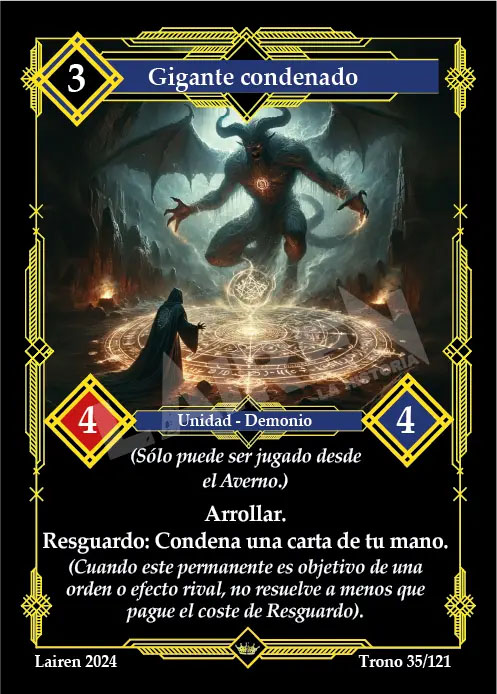 3
Gigante condenado
4
Unidad - Demonio
4
(Sólo puede ser jugado desde
el Averno.)
Arrollar.
Resguardo: Condena una carta de tu mano.
(Cuando este permanente es objetivo de una
orden o efecto rival, no resuelve a menos que
pague el coste de Resguardo).
Lairen 2024
Trono 35/121